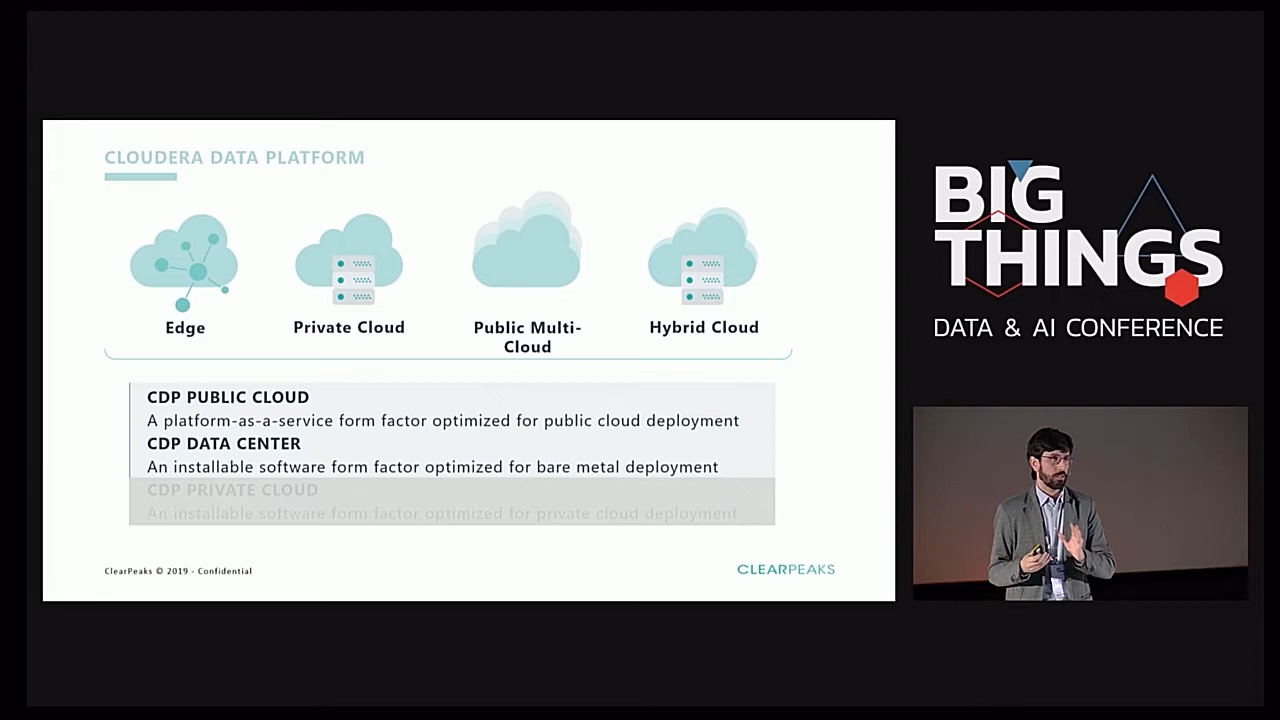 CLOUDERA DATA PLATFORM
Edge
Private Cloud
Public Multi-
Cloud
Hybrid Cloud
CDP PUBLIC CLOUD
A platform-as-a-service form factor optimized for public cloud deployment
CDP DATA CENTER
An installable software form factor optimized for bare metal deployment
CDP PRIVATE CLOUD
An installable software form factor optimized for private cloud deployment
ClearPeaks © 2019 - Confidential
CLEARPEAKS
BIG
THINGS
DATA & AI CONFERENCE